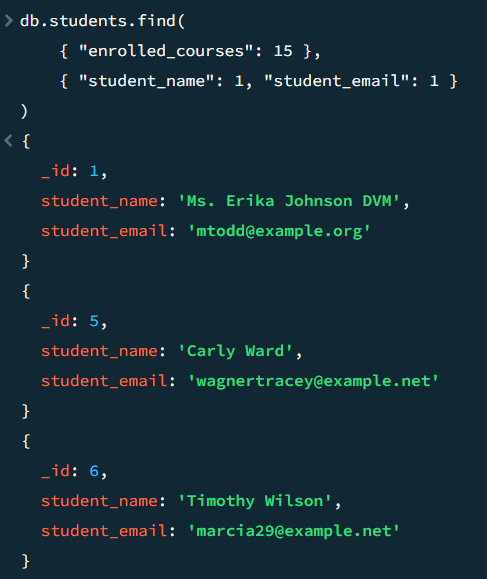 > db.students.find(
{ "enrolled_courses": 15 },
{ "student_name": 1, "student_email": 1 }
)
< {
_id: 1,
student_name: 'Ms. Erika Johnson DVM',
student_email: 'mtodd@example.org'
}
{
_id: 5,
student_name: 'Carly Ward',
student_email: 'wagnertracey@example.net'
}
{
_id: 6,
student_name: 'Timothy Wilson',
student_email: 'marcia29@example.net'
}